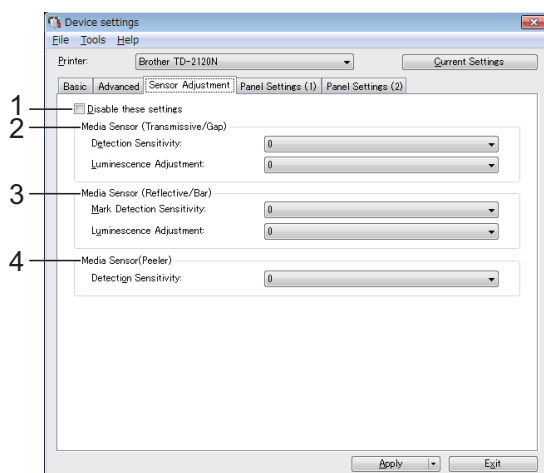 Device settings
File Tools Help
Printer: Brother TD-2120N Current Settings
Basic Advanced Sensor Adjustment Panel Settings (1) Panel Settings (2)
1 Disable these settings
2 Media Sensor (Transmissive/Gap)
Detection Sensitivity: 0
Luminescence Adjustment: 0
3 Media Sensor (Reflective/Bar)
Mark Detection Sensitivity: 0
Luminescence Adjustment: 0
4 Media Sensor(Peeler)
Detection Sensitivity: 0
Apply Exit